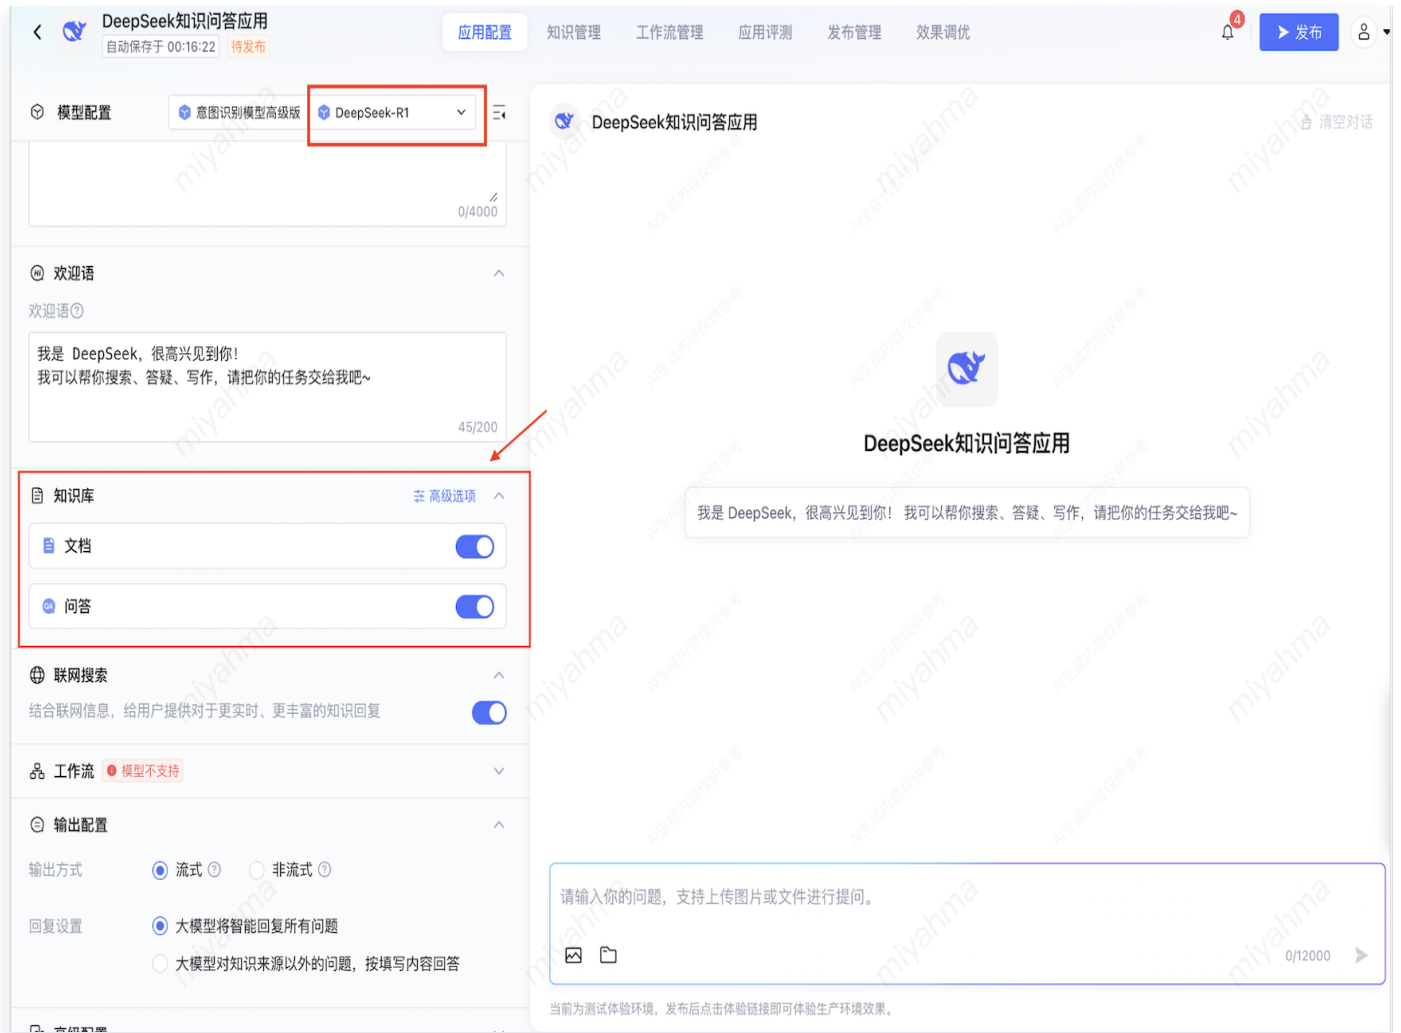 DeepSeek知识问答应用
自动保存于 00:16:22 待发布
应用配置 知识管理 工作流管理 应用评测 发布管理 效果调优
4
发布
模型配置 意图识别模型高级版 DeepSeek-R1
0/4000
欢迎语
欢迎语
我是 DeepSeek，很高兴见到你！
我可以帮你搜索、答疑、写作，请把你的任务交给我吧~
45/200
知识库 高级选项
文档
问答
联网搜索
结合联网信息，给用户提供对于更实时、更丰富的知识回复
工作流 模型不支持
输出配置
输出方式 流式 非流式
回复设置 大模型将智能回复所有问题
大模型对知识来源以外的问题，按填写内容回答
高级配置
DeepSeek知识问答应用 清空对话
DeepSeek知识问答应用
我是 DeepSeek，很高兴见到你！ 我可以帮你搜索、答疑、写作，请把你的任务交给我吧~
请输入你的问题，支持上传图片或文件进行提问。
0/12000
当前为测试体验环境，发布后点击体验链接即可体验生产环境效果。
miyahma
AI生成内容仅供参考